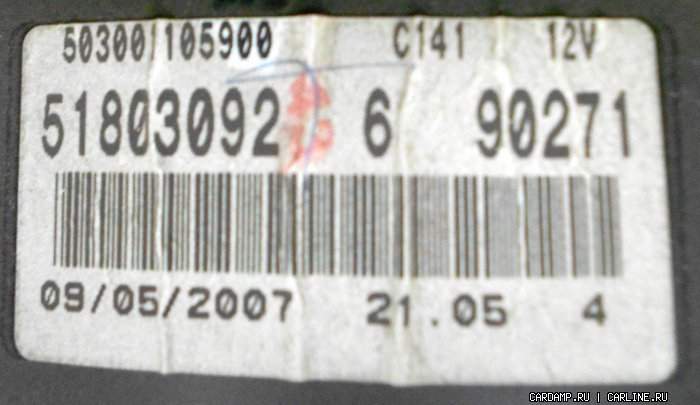 50300 105900 C141 12V
51803092 6 90271
09/05/2007 21.05 4
CARDAMP.RU | CARLINE.RU